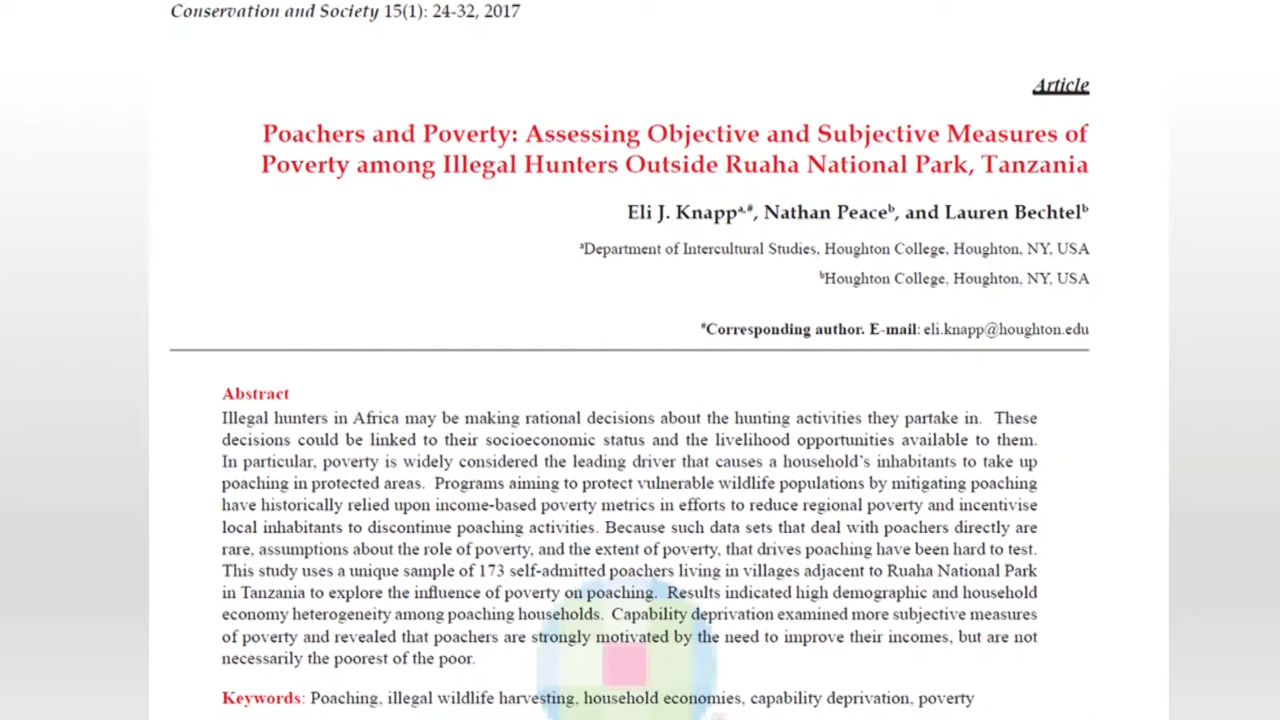 Conservation and Society 15(1): 24-32, 2017
Article
Poachers and Poverty: Assessing Objective and Subjective Measures of
Poverty among Illegal Hunters Outside Ruaha National Park, Tanzania
Eli J. Knappᵃ,#, Nathan Peaceᵇ, and Lauren Bechtelᵇ
ᵃDepartment of Intercultural Studies, Houghton College, Houghton, NY, USA
ᵇHoughton College, Houghton, NY, USA
#Corresponding author. E-mail: eli.knapp@houghton.edu
Abstract
Illegal hunters in Africa may be making rational decisions about the hunting activities they partake in. These
decisions could be linked to their socioeconomic status and the livelihood opportunities available to them.
In particular, poverty is widely considered the leading driver that causes a household's inhabitants to take up
poaching in protected areas. Programs aiming to protect vulnerable wildlife populations by mitigating poaching
have historically relied upon income-based poverty metrics in efforts to reduce regional poverty and incentivise
local inhabitants to discontinue poaching activities. Because such data sets that deal with poachers directly are
rare, assumptions about the role of poverty, and the extent of poverty, that drives poaching have been hard to test.
This study uses a unique sample of 173 self-admitted poachers living in villages adjacent to Ruaha National Park
in Tanzania to explore the influence of poverty on poaching. Results indicated high demographic and household
economy heterogeneity among poaching households. Capability deprivation examined more subjective measures
of poverty and revealed that poachers are strongly motivated by the need to improve their incomes, but are not
necessarily the poorest of the poor.
Keywords: Poaching, illegal wildlife harvesting, household economies, capability deprivation, poverty